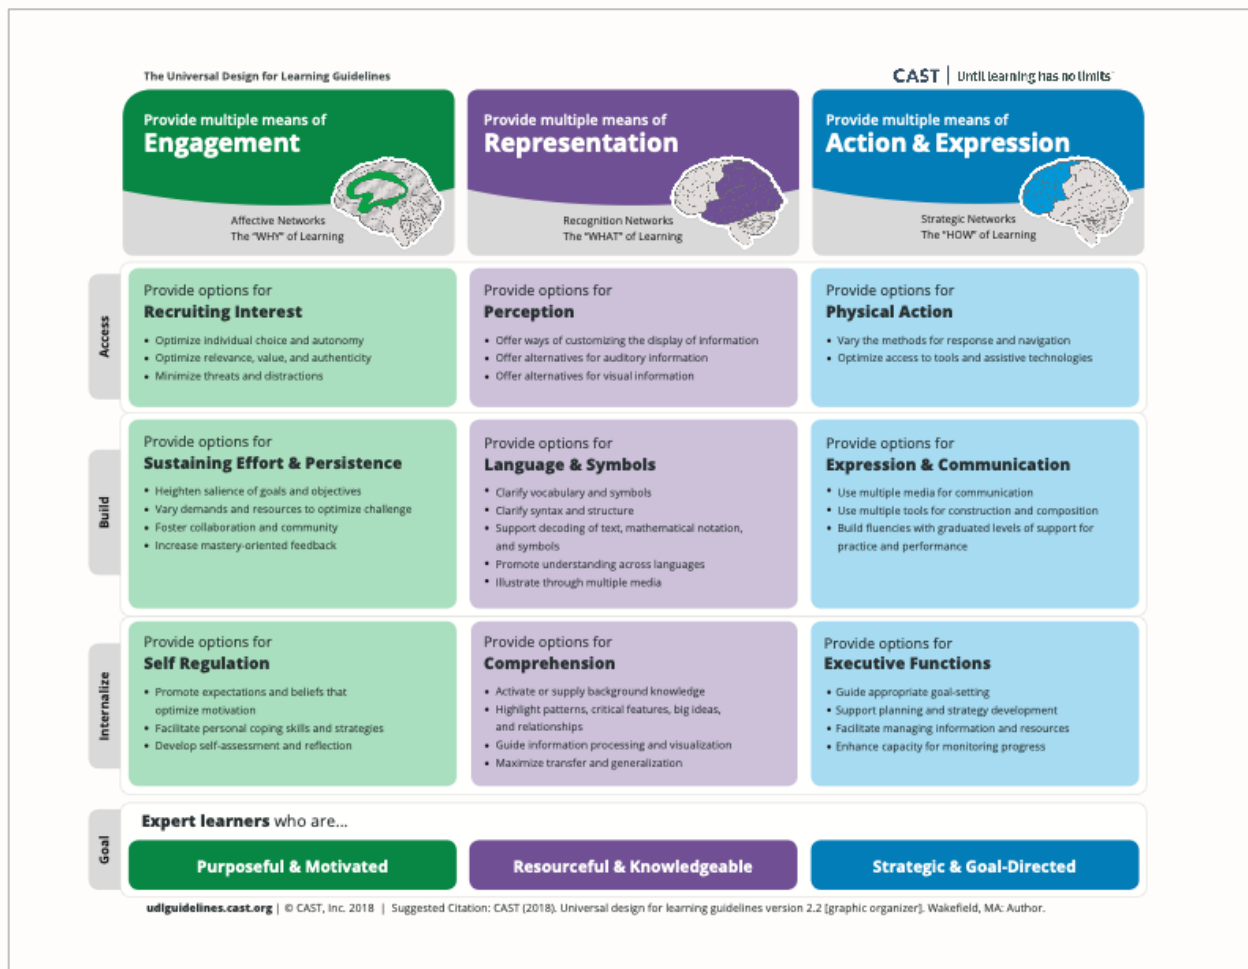 The Universal Design for Learning Guidelines
CAST | Until learning has no limits
Provide multiple means of
Engagement
Affective Networks
The "WHY" of Learning
Provide multiple means of
Representation
Recognition Networks
The "WHAT" of Learning
Provide multiple means of
Action & Expression
Strategic Networks
The "HOW" of Learning
Access
Provide options for
Recruiting Interest
• Optimize individual choice and autonomy
• Optimize relevance, value, and authenticity
• Minimize threats and distractions
Provide options for
Perception
• Offer ways of customizing the display of information
• Offer alternatives for auditory information
• Offer alternatives for visual information
Provide options for
Physical Action
• Vary the methods for response and navigation
• Optimize access to tools and assistive technologies
Build
Provide options for
Sustaining Effort & Persistence
• Heighten salience of goals and objectives
• Vary demands and resources to optimize challenge
• Foster collaboration and community
• Increase mastery-oriented feedback
Provide options for
Language & Symbols
• Clarify vocabulary and symbols
• Clarify syntax and structure
• Support decoding of text, mathematical notation,
and symbols
• Promote understanding across languages
• Illustrate through multiple media
Provide options for
Expression & Communication
• Use multiple media for communication
• Use multiple tools for construction and composition
• Build fluencies with graduated levels of support for
practice and performance
Internalize
Provide options for
Self Regulation
• Promote expectations and beliefs that
optimize motivation
• Facilitate personal coping skills and strategies
• Develop self-assessment and reflection
Provide options for
Comprehension
• Activate or supply background knowledge
• Highlight patterns, critical features, big ideas,
and relationships
• Guide information processing and visualization
• Maximize transfer and generalization
Provide options for
Executive Functions
• Guide appropriate goal-setting
• Support planning and strategy development
• Facilitate managing information and resources
• Enhance capacity for monitoring progress
Goal
Expert learners who are...
Purposeful & Motivated
Resourceful & Knowledgeable
Strategic & Goal-Directed
udlguidelines.cast.org | © CAST, Inc. 2018 | Suggested Citation: CAST (2018). Universal design for learning guidelines version 2.2 [graphic organizer]. Wakefield, MA: Author.